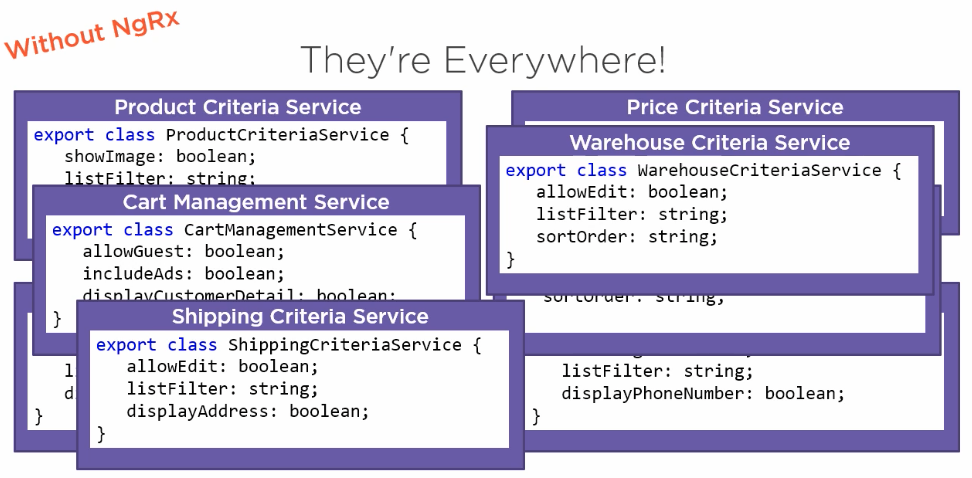 Without NgRx
They're Everywhere!
Product Criteria Service
export class ProductCriteriaService {
showImage: boolean;
listFilter: string;
Cart Management Service
export class CartManagementService {
allowGuest: boolean;
includeAds: boolean;
displayCustomerDetail: boolean;
}
Shipping Criteria Service
export class ShippingCriteriaService {
allowEdit: boolean;
listFilter: string;
displayAddress: boolean;
}
}
Price Criteria Service
Warehouse Criteria Service
export class WarehouseCriteriaService {
allowEdit: boolean;
listFilter: string;
sortOrder: string;
}
sortOrder: string;
listFilter: string;
displayPhoneNumber: boolean;
}